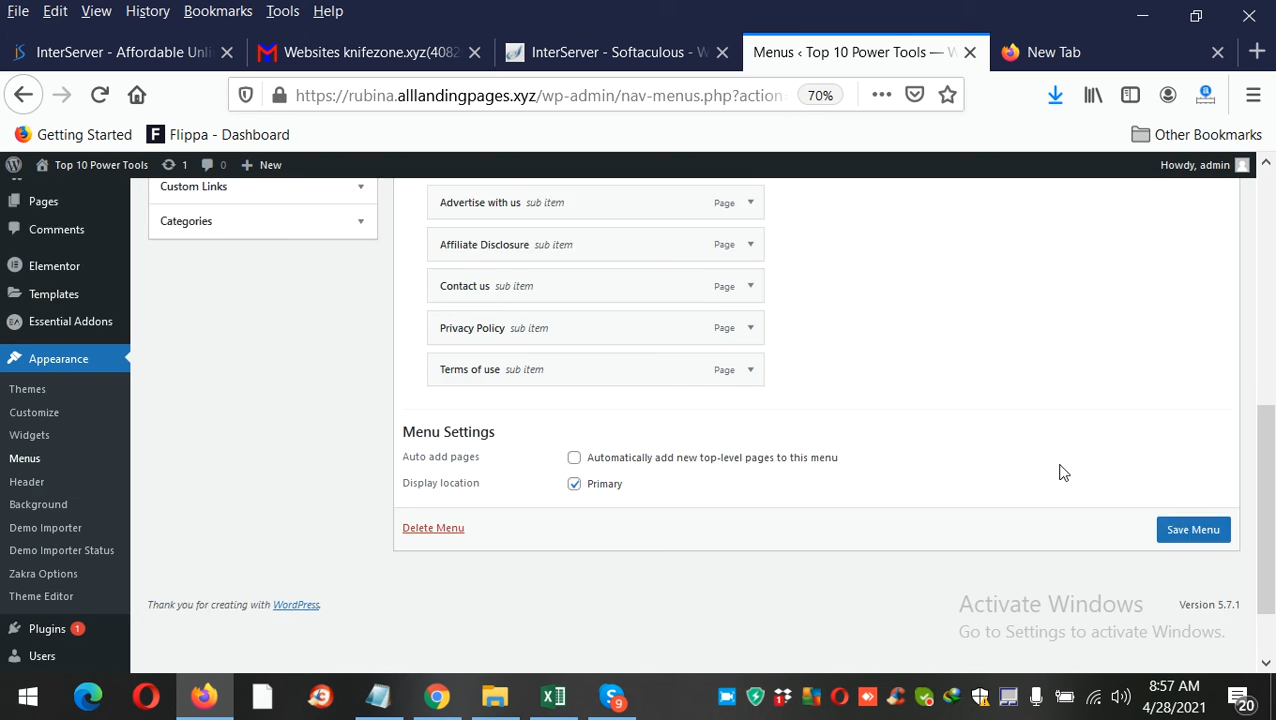 File Edit View History Bookmarks Tools Help
InterServer - Affordable Unli
Websites knifezone.xyz(4082
InterServer - Softaculous - W
Menus ‹ Top 10 Power Tools — W
New Tab
https://rubina.alllandingpages.xyz/wp-admin/nav-menus.php?action= 70%
Getting Started
F Flippa - Dashboard
Other Bookmarks
Top 10 Power Tools 1 0 New Howdy, admin
Pages
Comments
Elementor
Templates
Essential Addons
Appearance
Themes
Customize
Widgets
Menus
Header
Background
Demo Importer
Demo Importer Status
Zakra Options
Theme Editor
Plugins 1
Users
Custom Links
Categories
Advertise with us sub item Page
Affiliate Disclosure sub item Page
Contact us sub item Page
Privacy Policy sub item Page
Terms of use sub item Page
Menu Settings
Auto add pages Automatically add new top-level pages to this menu
Display location Primary
Delete Menu
Save Menu
Thank you for creating with WordPress.
Version 5.7.1
Activate Windows
Go to Settings to activate Windows.
9
8:57 AM
4/28/2021
20